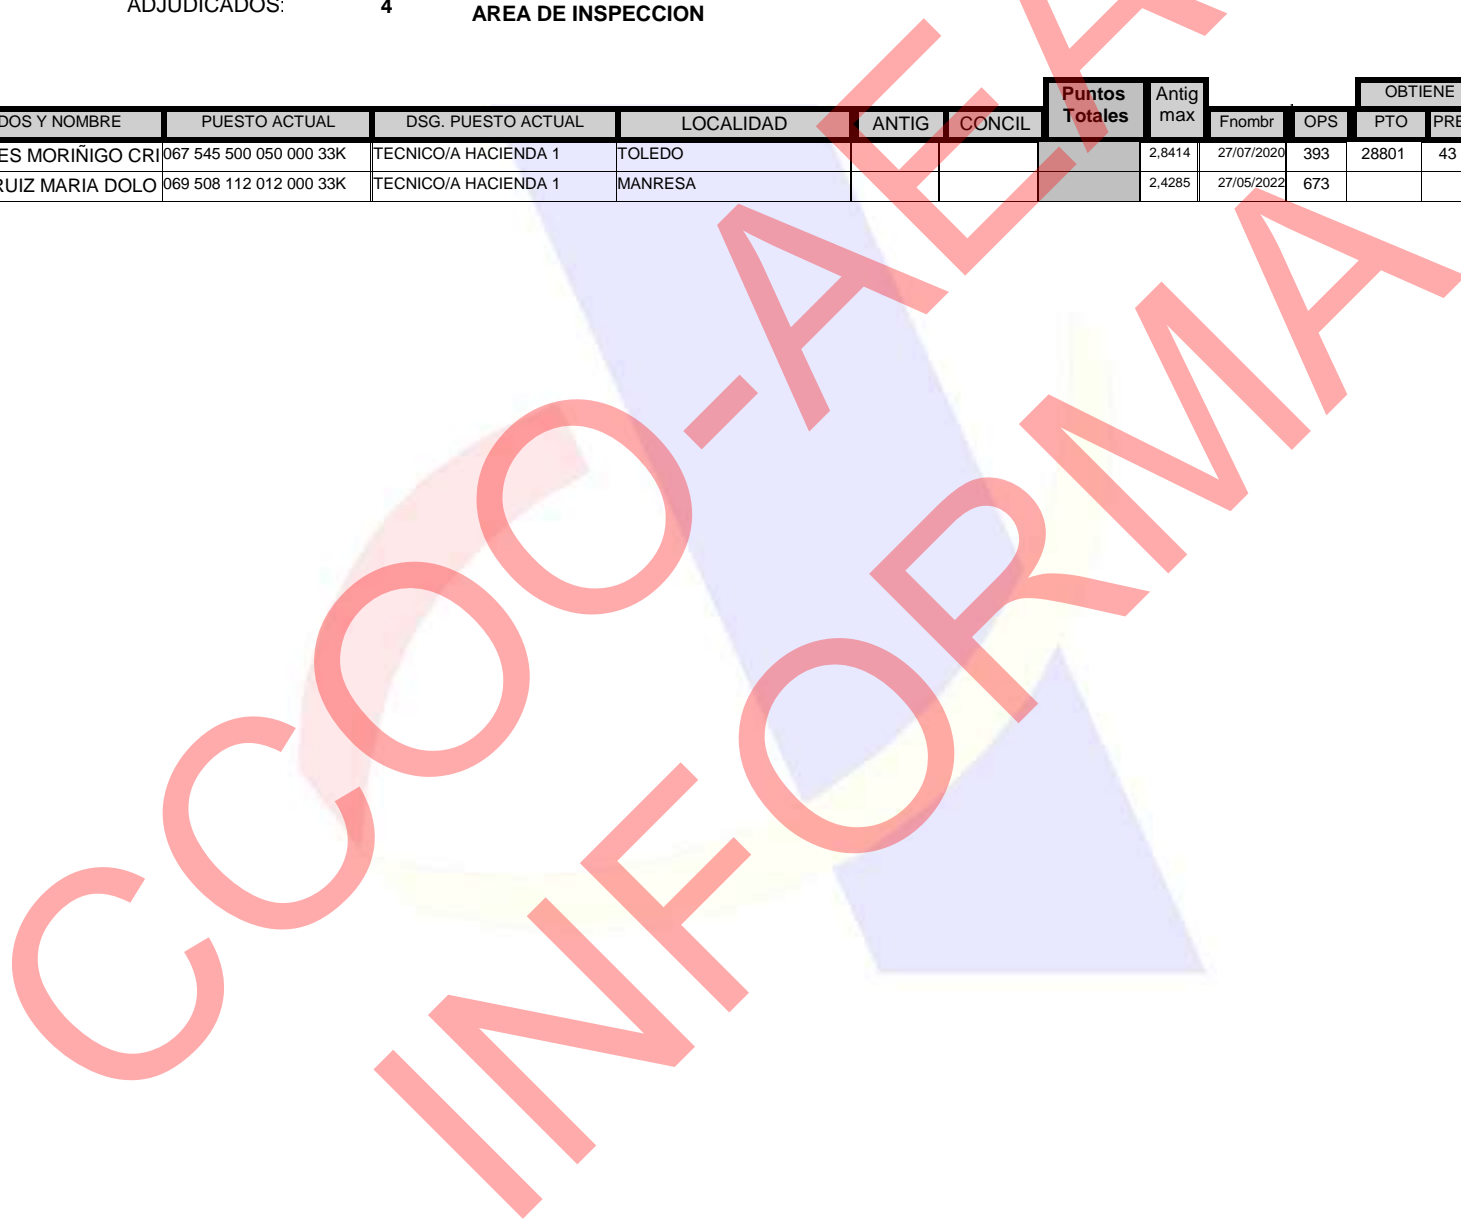 ADJUDICADOS: 4 AREA DE INSPECCION
Puntos Totales Antig max OBTIENE
DOS Y NOMBRE PUESTO ACTUAL DSG. PUESTO ACTUAL LOCALIDAD ANTIG CONCIL Fnombr OPS PTO PRE
ES MORIÑIGO CRI 067 545 500 050 000 33K TECNICO/A HACIENDA 1 TOLEDO 2,8414 27/07/2020 393 28801 43
RUIZ MARIA DOLO 069 508 112 012 000 33K TECNICO/A HACIENDA 1 MANRESA 2,4285 27/05/2022 673
CCOO-AEA
INFORMA